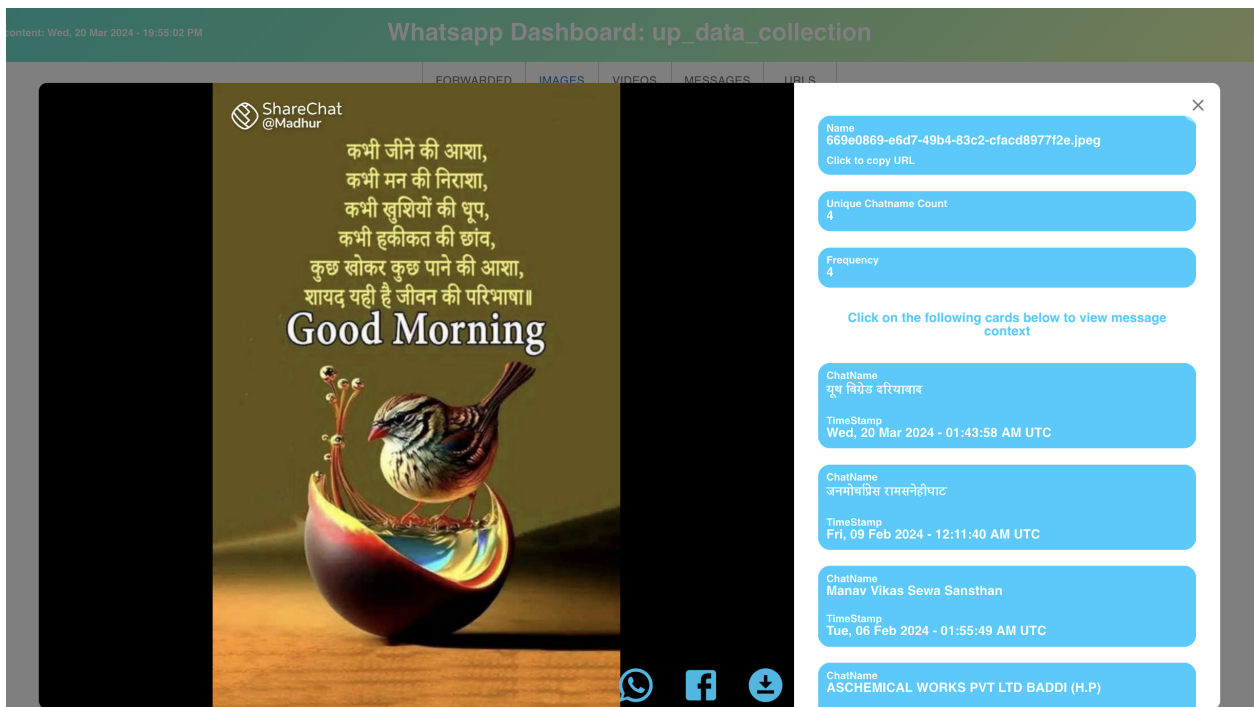 content: Wed, 20 Mar 2024 - 19:55:02 PM
Whatsapp Dashboard: up_data_collection
FORWARDED
IMAGES
VIDEOS
MESSAGES
URLS
ShareChat
@Madhur
कभी जीने की आशा,
कभी मन की निराशा,
कभी खुशियों की धूप,
कभी हकीकत की छांव,
कुछ खोकर कुछ पाने की आशा,
शायद यही है जीवन की परिभाषा॥
Good Morning
Name
669e0869-e6d7-49b4-83c2-cfacd8977f2e.jpeg
Click to copy URL
Unique Chatname Count
4
Frequency
4
Click on the following cards below to view message
context
ChatName
यूथ बिग्रेड दरियाबाद
TimeStamp
Wed, 20 Mar 2024 - 01:43:58 AM UTC
ChatName
जनमोर्चाप्रेस रामसनेहीघाट
TimeStamp
Fri, 09 Feb 2024 - 12:11:40 AM UTC
ChatName
Manav Vikas Sewa Sansthan
TimeStamp
Tue, 06 Feb 2024 - 01:55:49 AM UTC
ChatName
ASCHEMICAL WORKS PVT LTD BADDI (H.P)